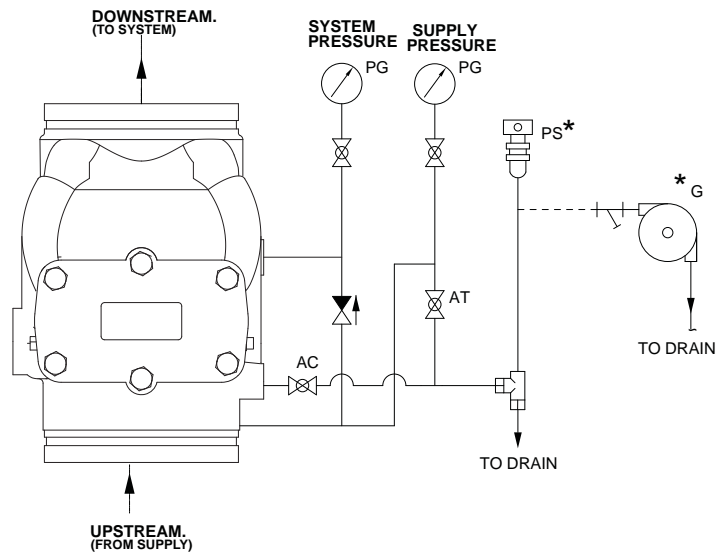 DOWNSTREAM.
(TO SYSTEM)
SYSTEM
PRESSURE
SUPPLY
PRESSURE
PG
PG
PS*
* G
AT
AC
TO DRAIN
TO DRAIN
UPSTREAM.
(FROM SUPPLY)